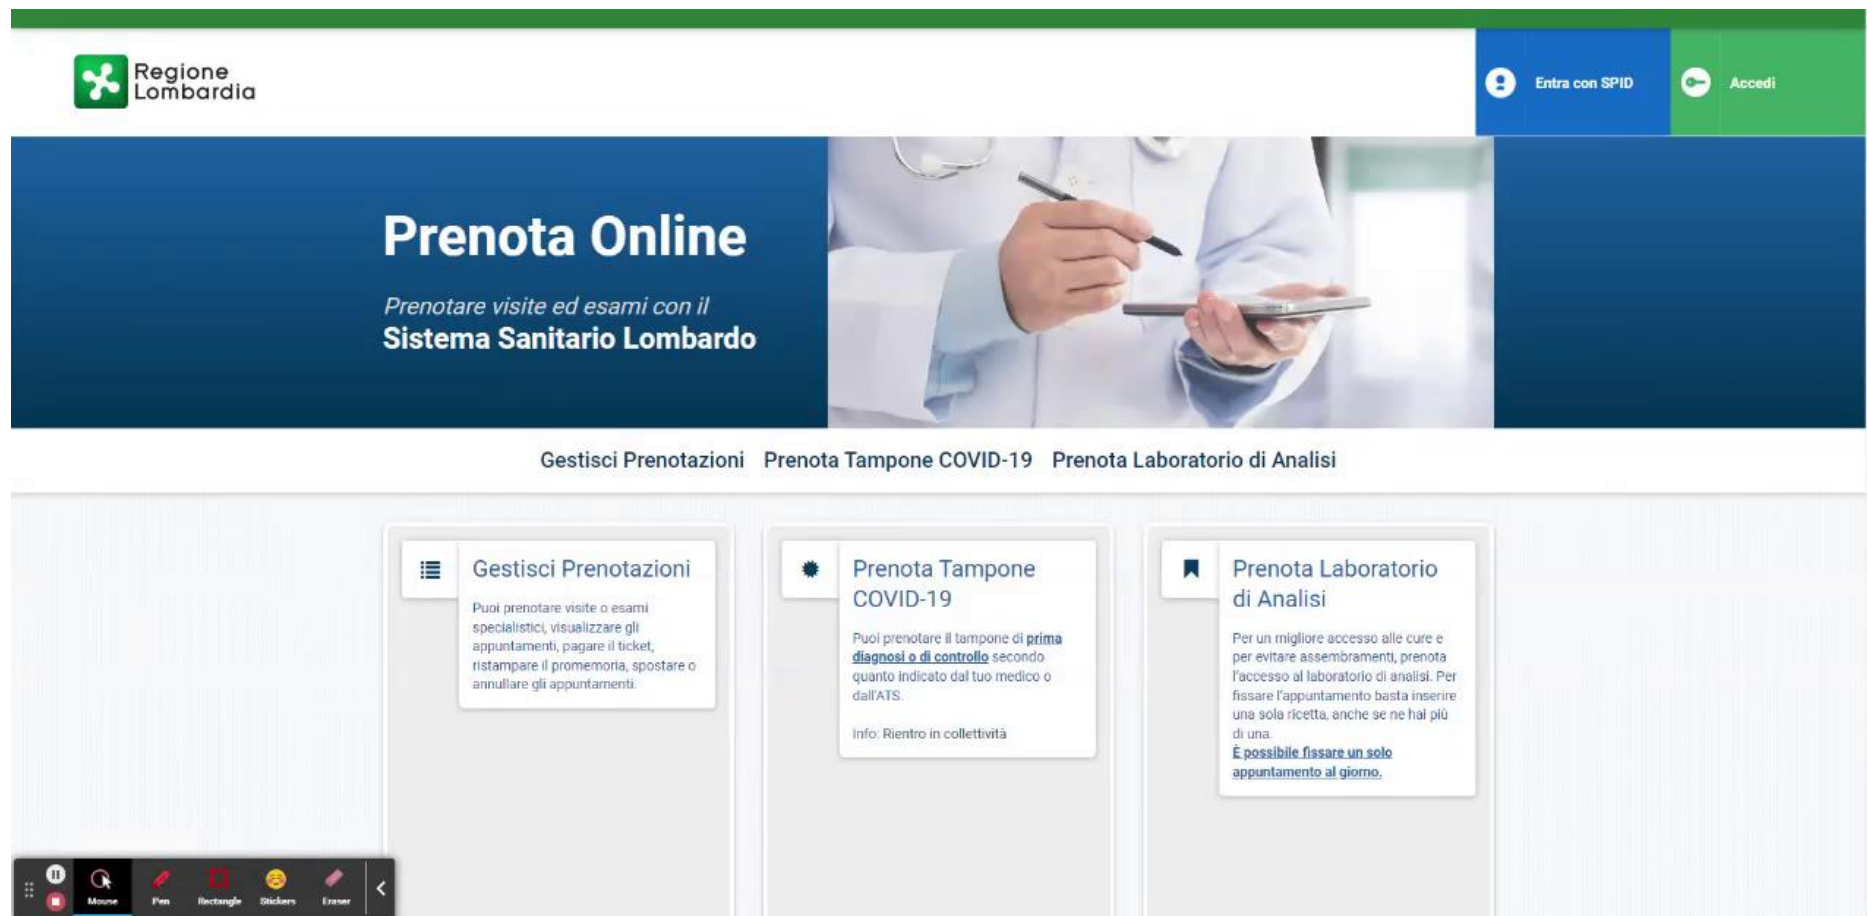 Regione
Lombardia
Entra con SPID
Accedi
Prenota Online
Prenotare visite ed esami con il
Sistema Sanitario Lombardo
Gestisci Prenotazioni
Prenota Tampone COVID-19
Prenota Laboratorio di Analisi
Gestisci Prenotazioni
Puoi prenotare visite o esami
specialistici, visualizzare gli
appuntamenti, pagare il ticket,
ristampare il promemoria, spostare o
annullare gli appuntamenti.
Prenota Tampone
COVID-19
Puoi prenotare il tampone di prima
diagnosi o di controllo secondo
quanto indicato dal tuo medico o
dall'ATS.
Info: Rientro in collettività
Prenota Laboratorio
di Analisi
Per un migliore accesso alle cure e
per evitare assembramenti, prenota
l'accesso al laboratorio di analisi. Per
fissare l'appuntamento basta inserire
una sola ricetta, anche se ne hai più
di una.
È possibile fissare un solo
appuntamento al giorno.
Mouse
Pen
Rectangle
Stickers
Eraser